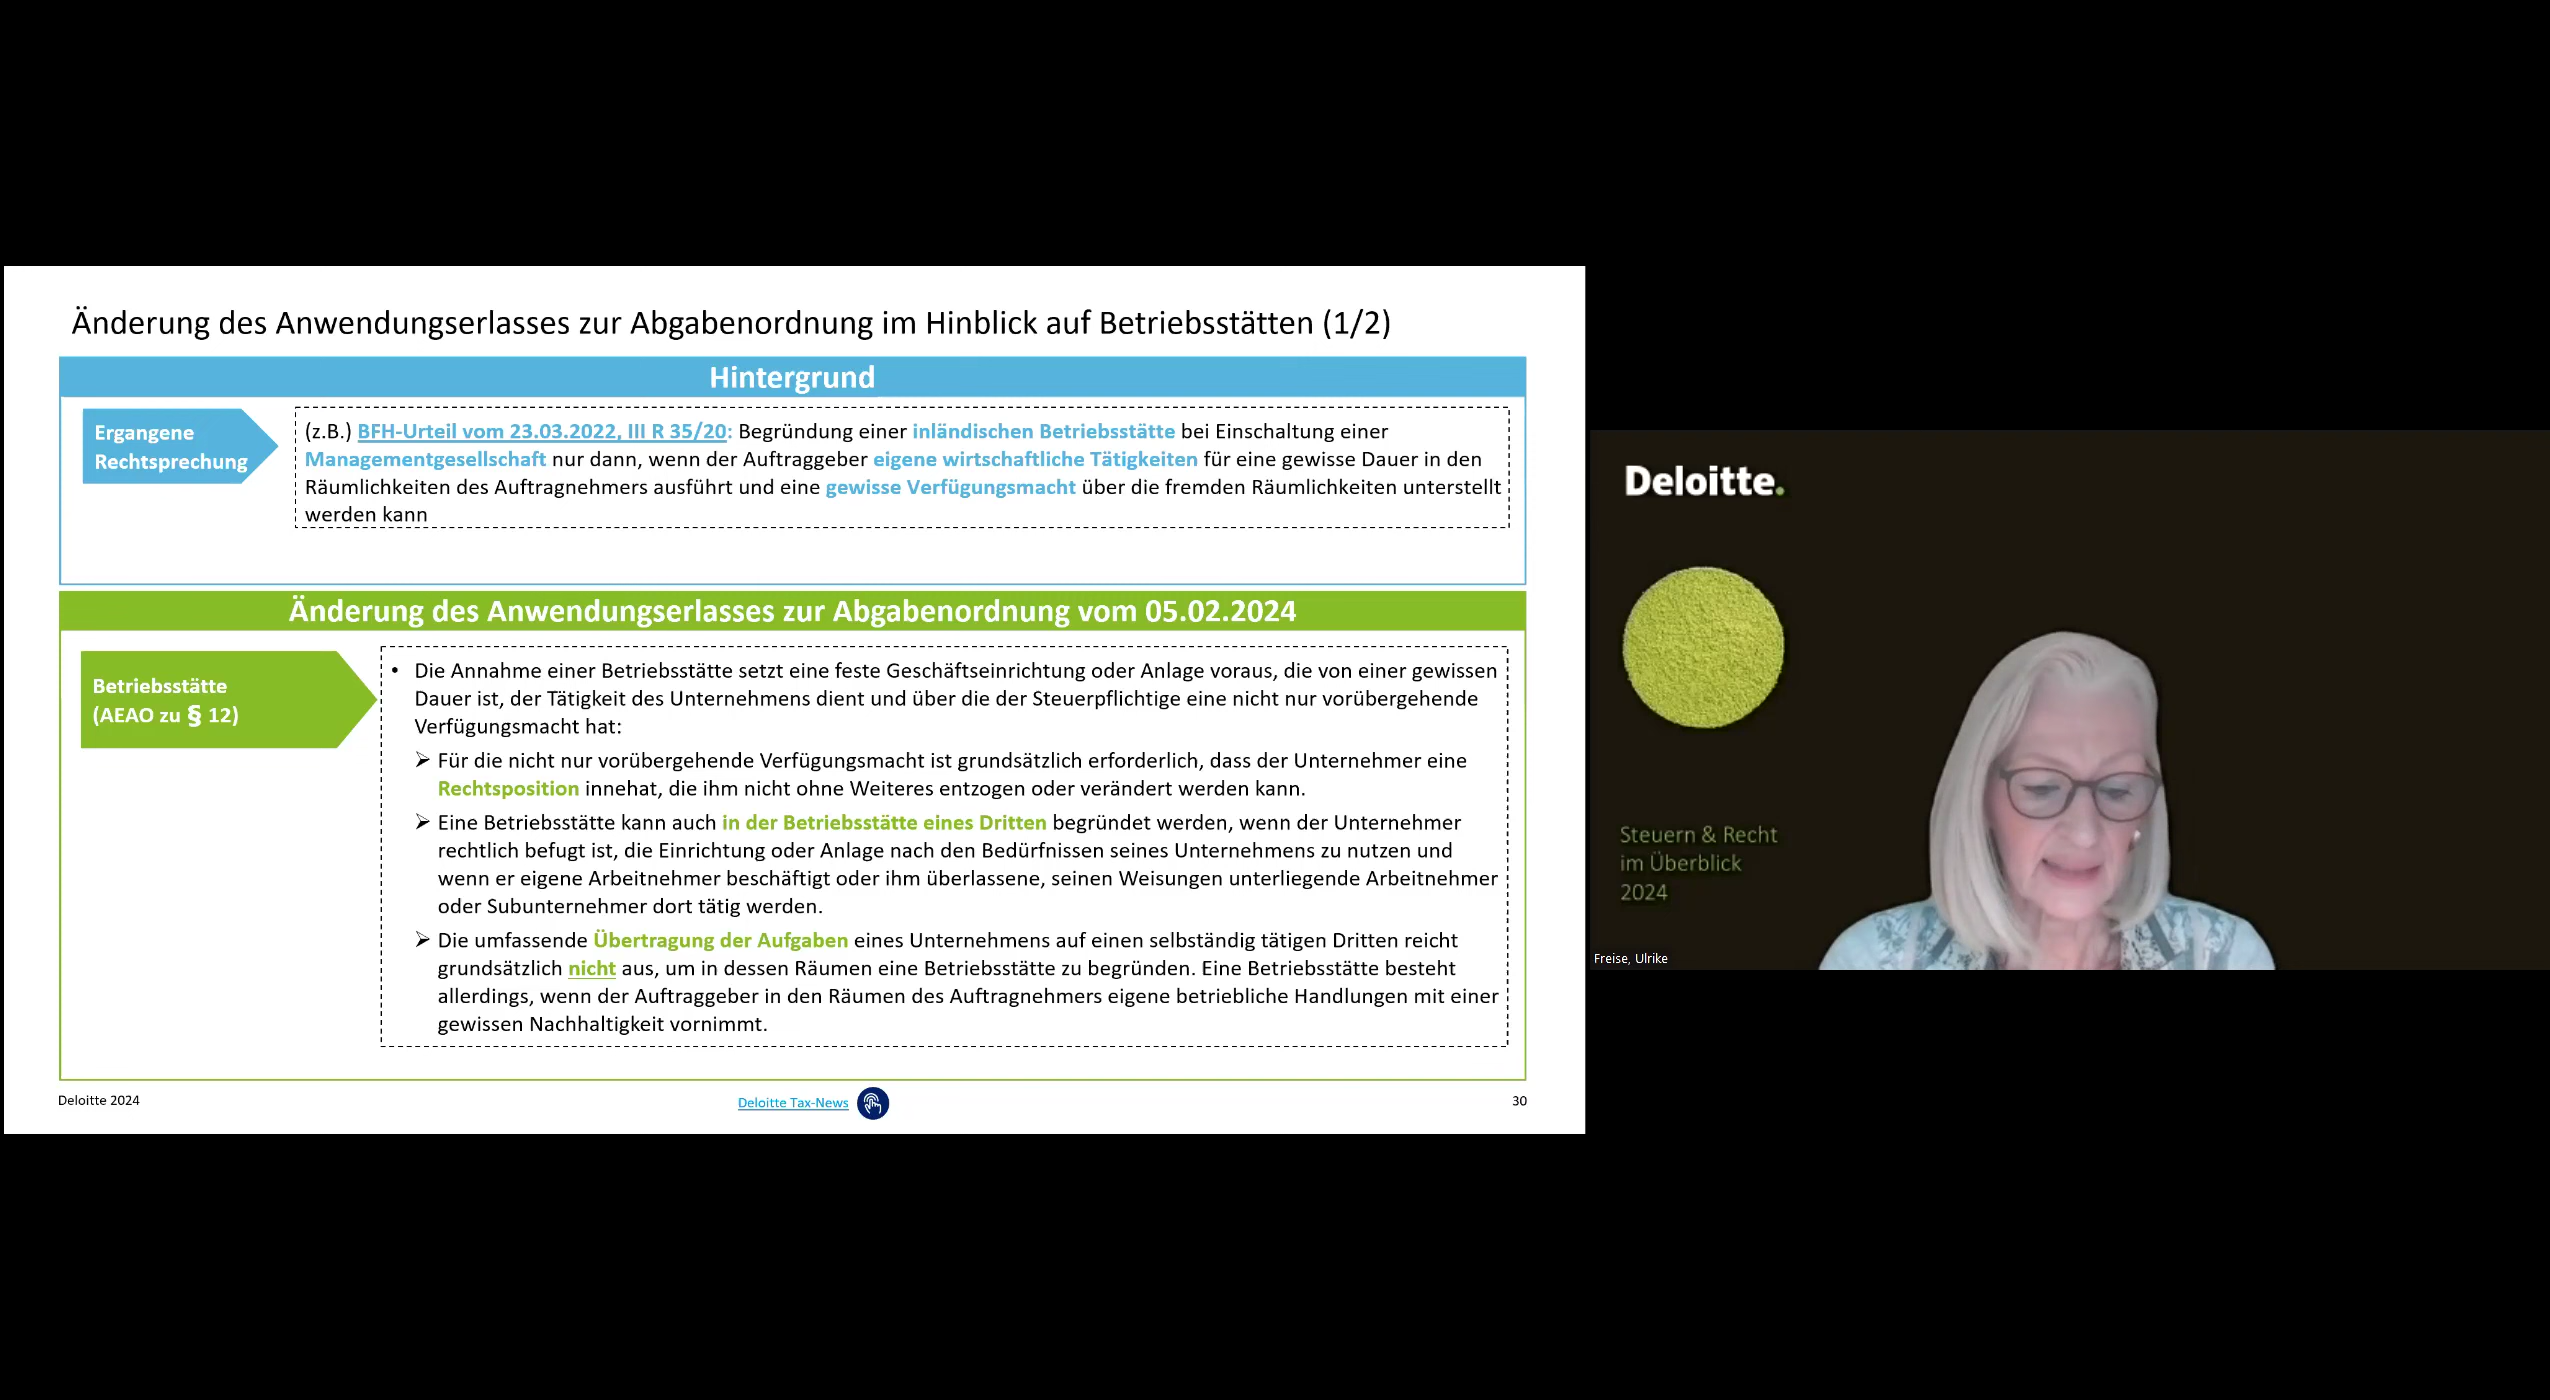 Änderung des Anwendungserlasses zur Abgabenordnung im Hinblick auf Betriebsstätten (1/2)
Hintergrund
Ergangene
Rechtsprechung
(z.B.) BFH-Urteil vom 23.03.2022, III R 35/20: Begründung einer inländischen Betriebsstätte bei Einschaltung einer
Managementgesellschaft nur dann, wenn der Auftraggeber eigene wirtschaftliche Tätigkeiten für eine gewisse Dauer in den
Räumlichkeiten des Auftragnehmers ausführt und eine gewisse Verfügungsmacht über die fremden Räumlichkeiten unterstellt
werden kann
Änderung des Anwendungserlasses zur Abgabenordnung vom 05.02.2024
Betriebsstätte
(AEAO zu § 12)
• Die Annahme einer Betriebsstätte setzt eine feste Geschäftseinrichtung oder Anlage voraus, die von einer gewissen
Dauer ist, der Tätigkeit des Unternehmens dient und über die der Steuerpflichtige eine nicht nur vorübergehende
Verfügungsmacht hat:
➢ Für die nicht nur vorübergehende Verfügungsmacht ist grundsätzlich erforderlich, dass der Unternehmer eine
Rechtsposition innehat, die ihm nicht ohne Weiteres entzogen oder verändert werden kann.
➢ Eine Betriebsstätte kann auch in der Betriebsstätte eines Dritten begründet werden, wenn der Unternehmer
rechtlich befugt ist, die Einrichtung oder Anlage nach den Bedürfnissen seines Unternehmens zu nutzen und
wenn er eigene Arbeitnehmer beschäftigt oder ihm überlassene, seinen Weisungen unterliegende Arbeitnehmer
oder Subunternehmer dort tätig werden.
➢ Die umfassende Übertragung der Aufgaben eines Unternehmens auf einen selbständig tätigen Dritten reicht
grundsätzlich nicht aus, um in dessen Räumen eine Betriebsstätte zu begründen. Eine Betriebsstätte besteht
allerdings, wenn der Auftraggeber in den Räumen des Auftragnehmers eigene betriebliche Handlungen mit einer
gewissen Nachhaltigkeit vornimmt.
Deloitte 2024
Deloitte Tax-News
30
Deloitte.
Steuern & Recht
im Überblick
2024
Freise, Ulrike